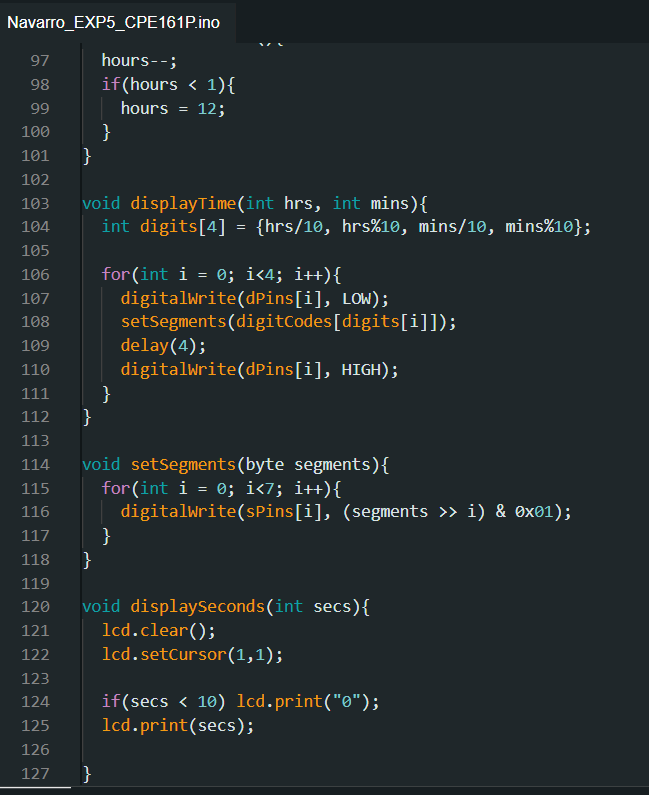 Navarro_EXP5_CPE161P.ino
97 hours--;
98 if(hours < 1){
99 hours = 12;
100 }
101 }
102
103 void displayTime(int hrs, int mins){
104 int digits[4] = {hrs/10, hrs%10, mins/10, mins%10};
105
106 for(int i = 0; i<4; i++){
107 digitalWrite(dPins[i], LOW);
108 setSegments(digitCodes[digits[i]]);
109 delay(4);
110 digitalWrite(dPins[i], HIGH);
111 }
112 }
113
114 void setSegments(byte segments){
115 for(int i = 0; i<7; i++){
116 digitalWrite(sPins[i], (segments >> i) & 0x01);
117 }
118 }
119
120 void displaySeconds(int secs){
121 lcd.clear();
122 lcd.setCursor(1,1);
123
124 if(secs < 10) lcd.print("0");
125 lcd.print(secs);
126
127 }